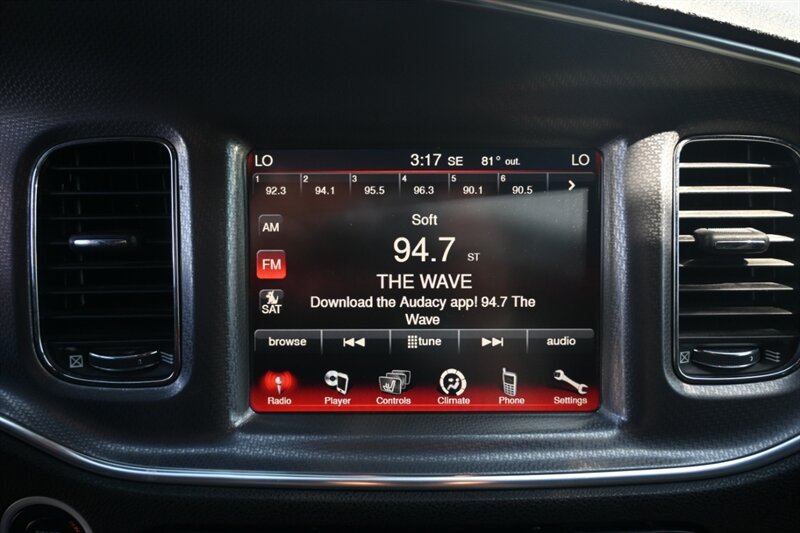 LO 3:17 SE 81° out. LO
1 2 3 4 5 6
92.3 94.1 95.5 96.3 90.1 90.5 >
Soft
AM
94.7 ST
FM
THE WAVE
Download the Audacy app! 94.7 The
SAT
Wave
browse tune audio
Radio Player Controls Climate Phone Settings